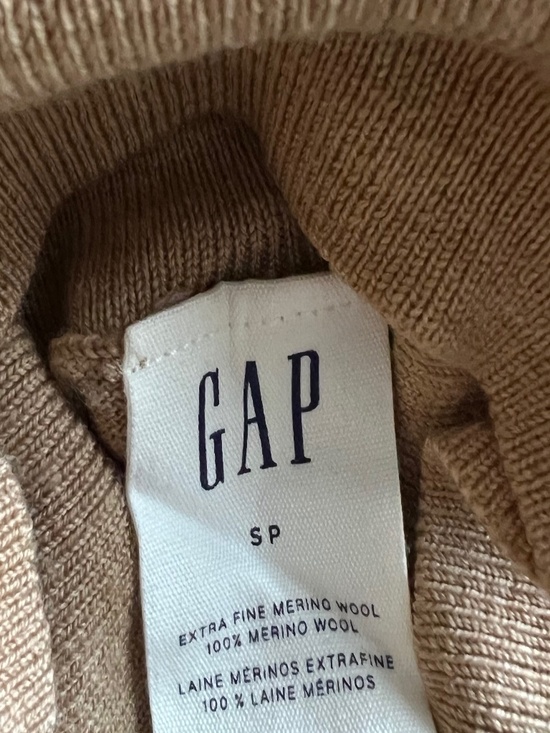 GAP
SP
EXTRA FINE MERINO WOOL
100% MERINO WOOL
LAINE MÉRINOS EXTRAFINE
100 % LAINE MÉRINOS